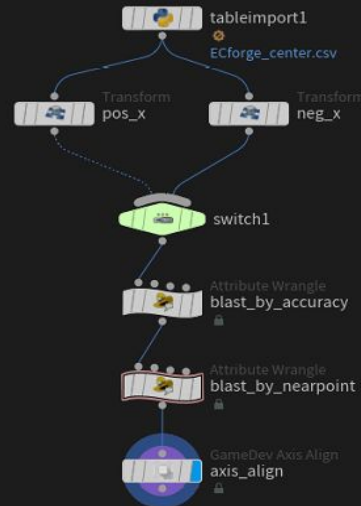 tableimport1
ECforge_center.csv
Transform
pos_x
Transform
neg_x
switch1
Attribute Wrangle
blast_by_accuracy
Attribute Wrangle
blast_by_nearpoint
GameDev Axis Align
axis_align